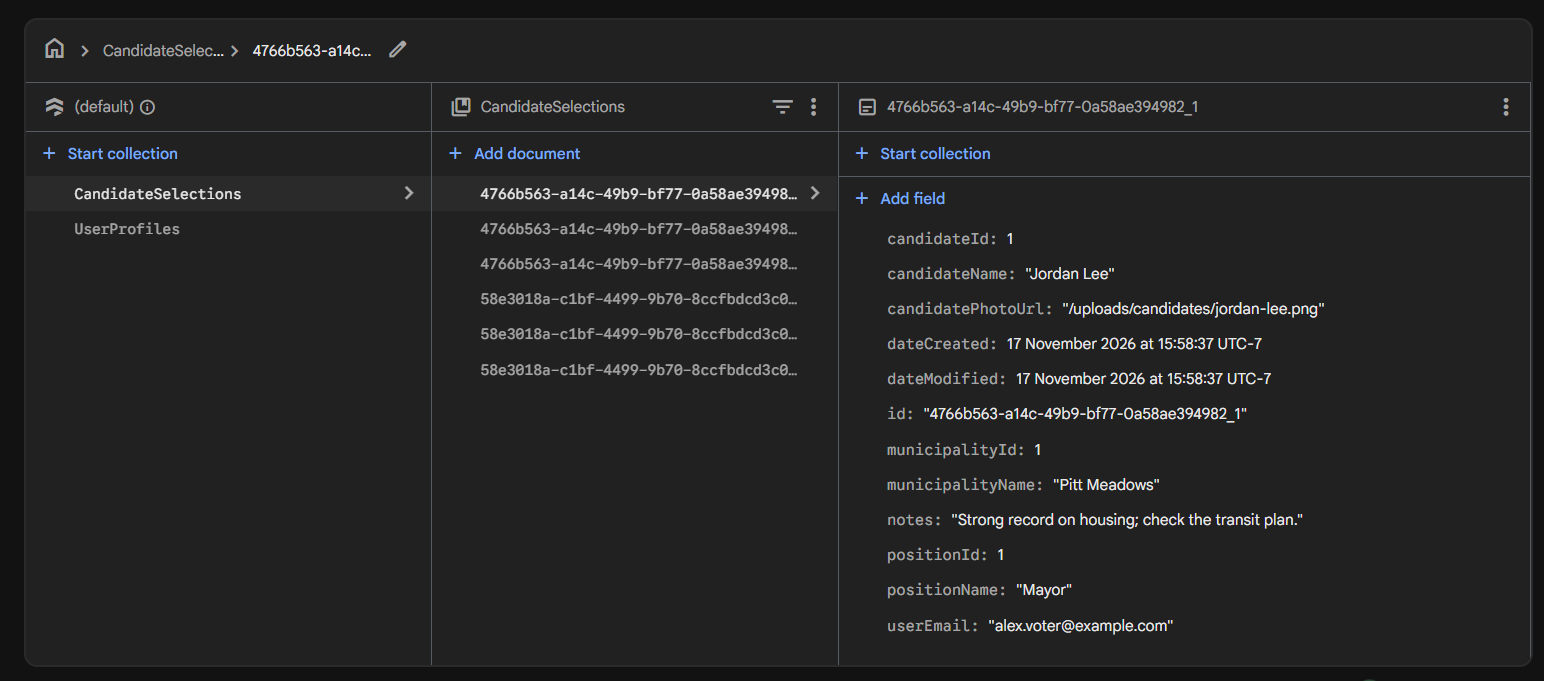 CandidateSelec... 4766b563-a14c...
(default)
Start collection
CandidateSelections
UserProfiles
CandidateSelections
Add document
4766b563-a14c-49b9-bf77-0a58ae39498…
4766b563-a14c-49b9-bf77-0a58ae39498…
4766b563-a14c-49b9-bf77-0a58ae39498…
58e3018a-c1bf-4499-9b70-8ccfbdcd3c0…
58e3018a-c1bf-4499-9b70-8ccfbdcd3c0…
58e3018a-c1bf-4499-9b70-8ccfbdcd3c0…
4766b563-a14c-49b9-bf77-0a58ae394982_1
Start collection
Add field
candidateId: 1
candidateName: "Jordan Lee"
candidatePhotoUrl: "/uploads/candidates/jordan-lee.png"
dateCreated: 17 November 2026 at 15:58:37 UTC-7
dateModified: 17 November 2026 at 15:58:37 UTC-7
id: "4766b563-a14c-49b9-bf77-0a58ae394982_1"
municipalityId: 1
municipalityName: "Pitt Meadows"
notes: "Strong record on housing; check the transit plan."
positionId: 1
positionName: "Mayor"
userEmail: "alex.voter@example.com"